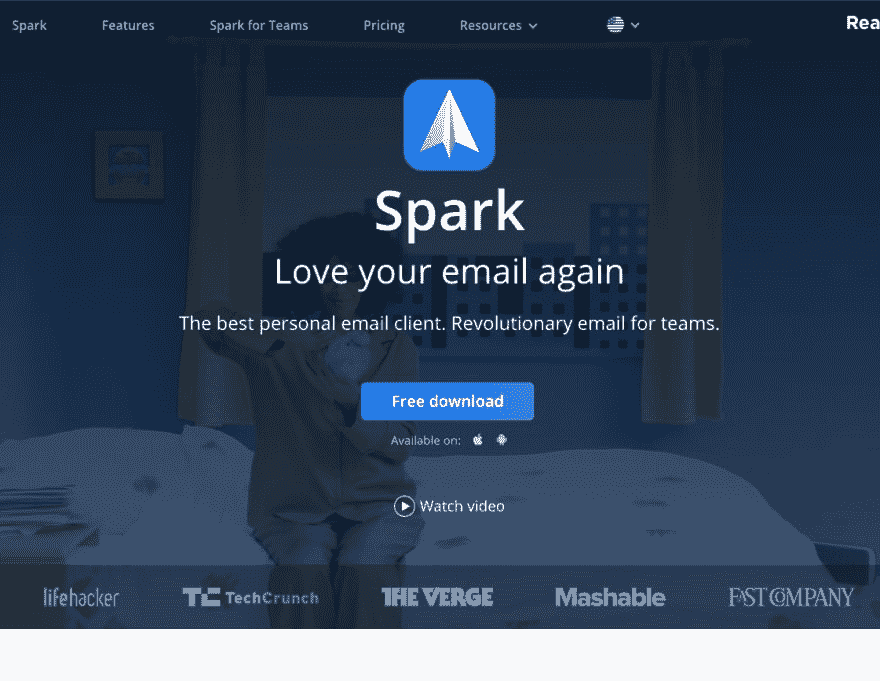 Spark Features Spark for Teams Pricing Resources Rea
Spark
Love your email again
The best personal email client. Revolutionary email for teams.
Free download
Available on:
Watch video
lifehacker TC TechCrunch THE VERGE Mashable FAST COMPANY